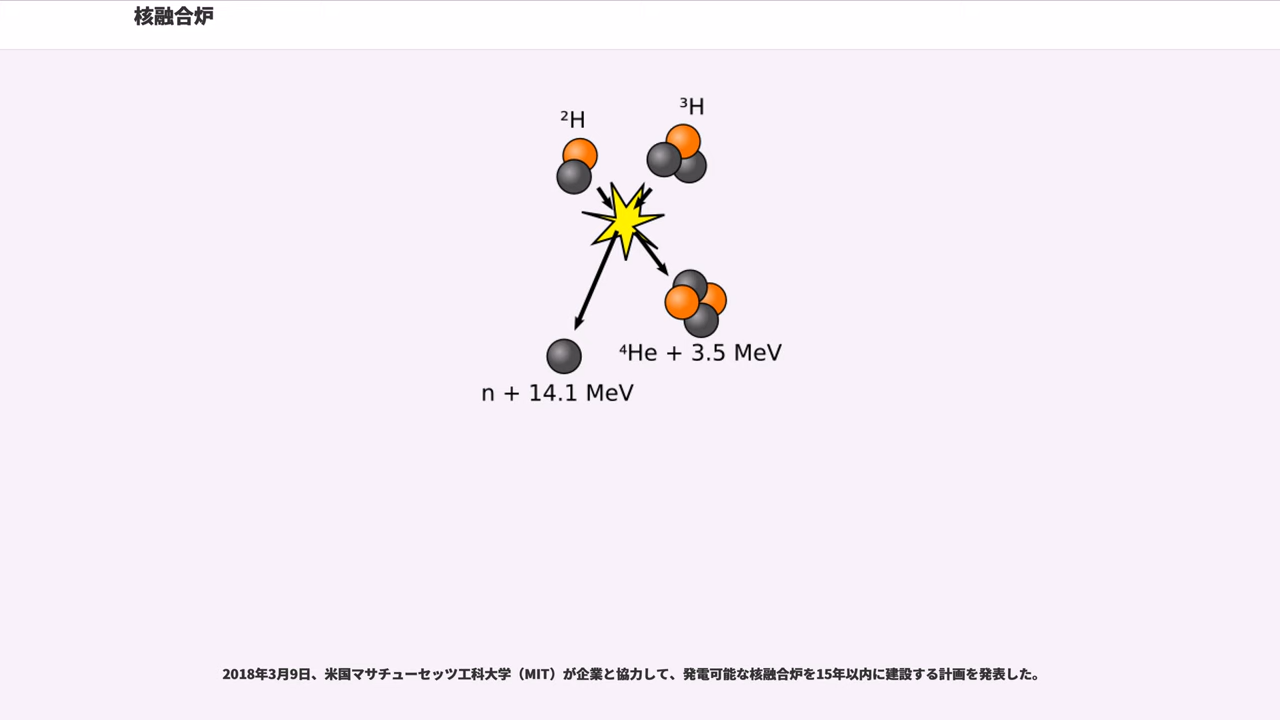 核融合炉
²H
³H
⁴He + 3.5 MeV
n + 14.1 MeV
2018年3月9日、米国マサチューセッツ工科大学（MIT）が企業と協力して、発電可能な核融合炉を15年以内に建設する計画を発表した。